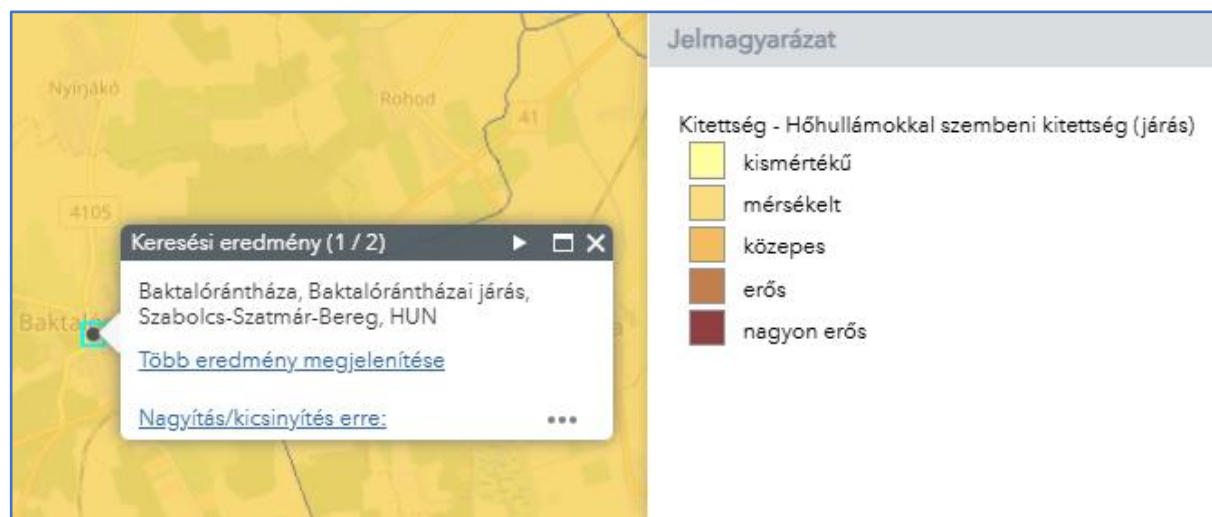 Nyírjákó
Rohod
41
4105
Keresési eredmény (1 / 2)
Baktalórántháza, Baktalórántházai járás,
Szabolcs-Szatmár-Bereg, HUN
Több eredmény megjelenítése
Nagyítás/kicsinyítés erre:
Jelmagyarázat
Kitettség - Hőhullámokkal szembeni kitettség (járás)
kismértékű
mérsékelt
közepes
erős
nagyon erős